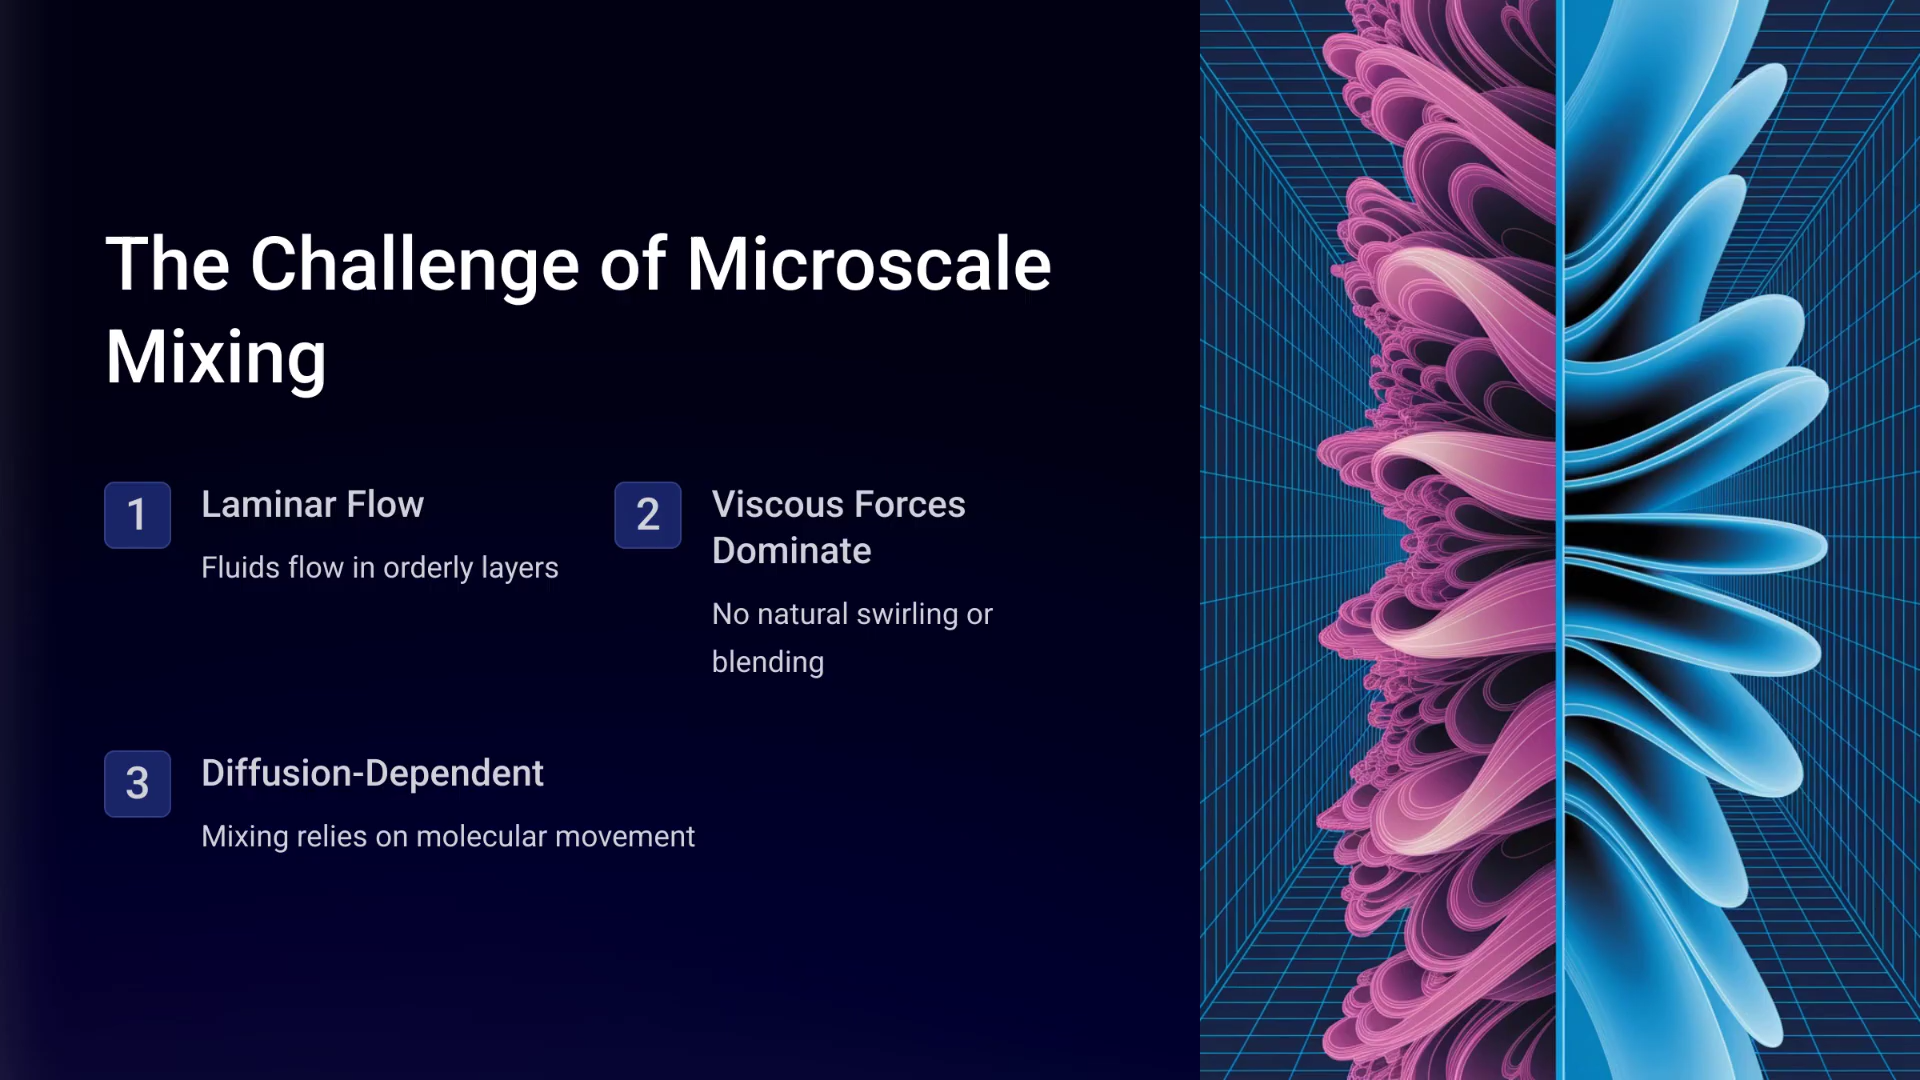 The Challenge of Microscale
Mixing
1
Laminar Flow
Fluids flow in orderly layers
2
Viscous Forces
Dominate
No natural swirling or
blending
3
Diffusion-Dependent
Mixing relies on molecular movement